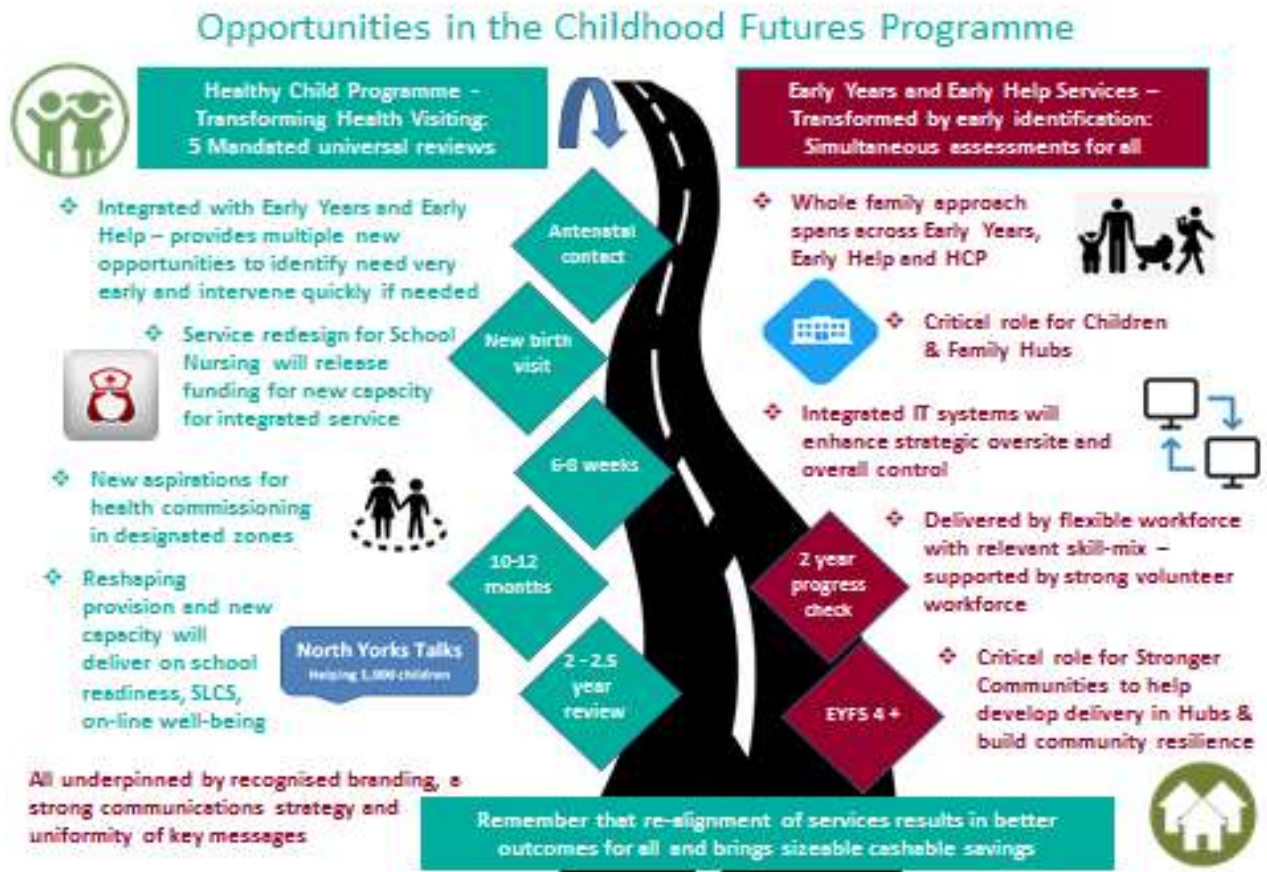 Opportunities in the Childhood Futures Programme
Healthy Child Programme -
Transforming Health Visiting:
5 Mandated universal reviews
❖ Integrated with Early Years and Early
Help – provides multiple new
opportunities to identify need very
early and intervene quickly if needed
❖ Service redesign for School
Nursing will release
funding for new capacity
for integrated service
❖ New aspirations for
health commissioning
in designated zones
❖ Reshaping
provision and new
capacity will
deliver on school
readiness, SLCS,
on-line well-being
North Yorks Talks
Helping 1,000 children
All underpinned by recognised branding, a
strong communications strategy and
uniformity of key messages
Antenatal
contact
New birth
visit
6-8 weeks
10-12
months
2 - 2.5
year
review
Early Years and Early Help Services –
Transformed by early identification:
Simultaneous assessments for all
❖ Whole family approach
spans across Early Years,
Early Help and HCP
❖ Critical role for Children
& Family Hubs
❖ Integrated IT systems will
enhance strategic oversite and
overall control
❖ Delivered by flexible workforce
with relevant skill-mix –
supported by strong volunteer
workforce
❖ Critical role for Stronger
Communities to help
develop delivery in Hubs &
build community resilience
2 year
progress
check
EYFS 4 +
Remember that re-alignment of services results in better
outcomes for all and brings sizeable cashable savings